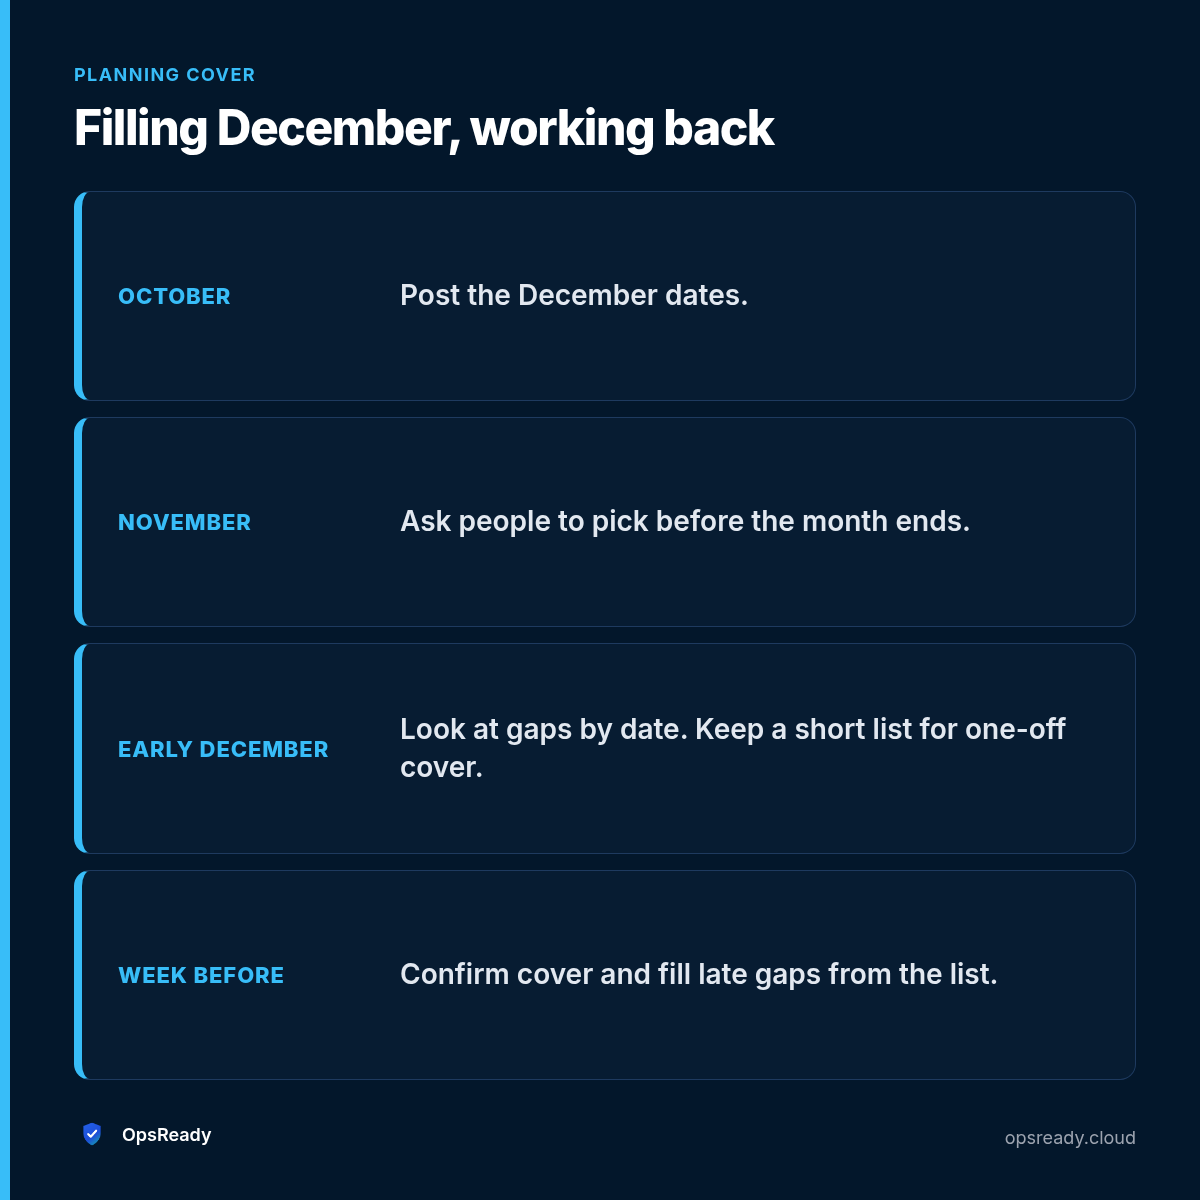 PLANNING COVER
Filling December, working back
OCTOBER
Post the December dates.
NOVEMBER
Ask people to pick before the month ends.
EARLY DECEMBER
Look at gaps by date. Keep a short list for one-off
cover.
WEEK BEFORE
Confirm cover and fill late gaps from the list.
OpsReady
opsready.cloud